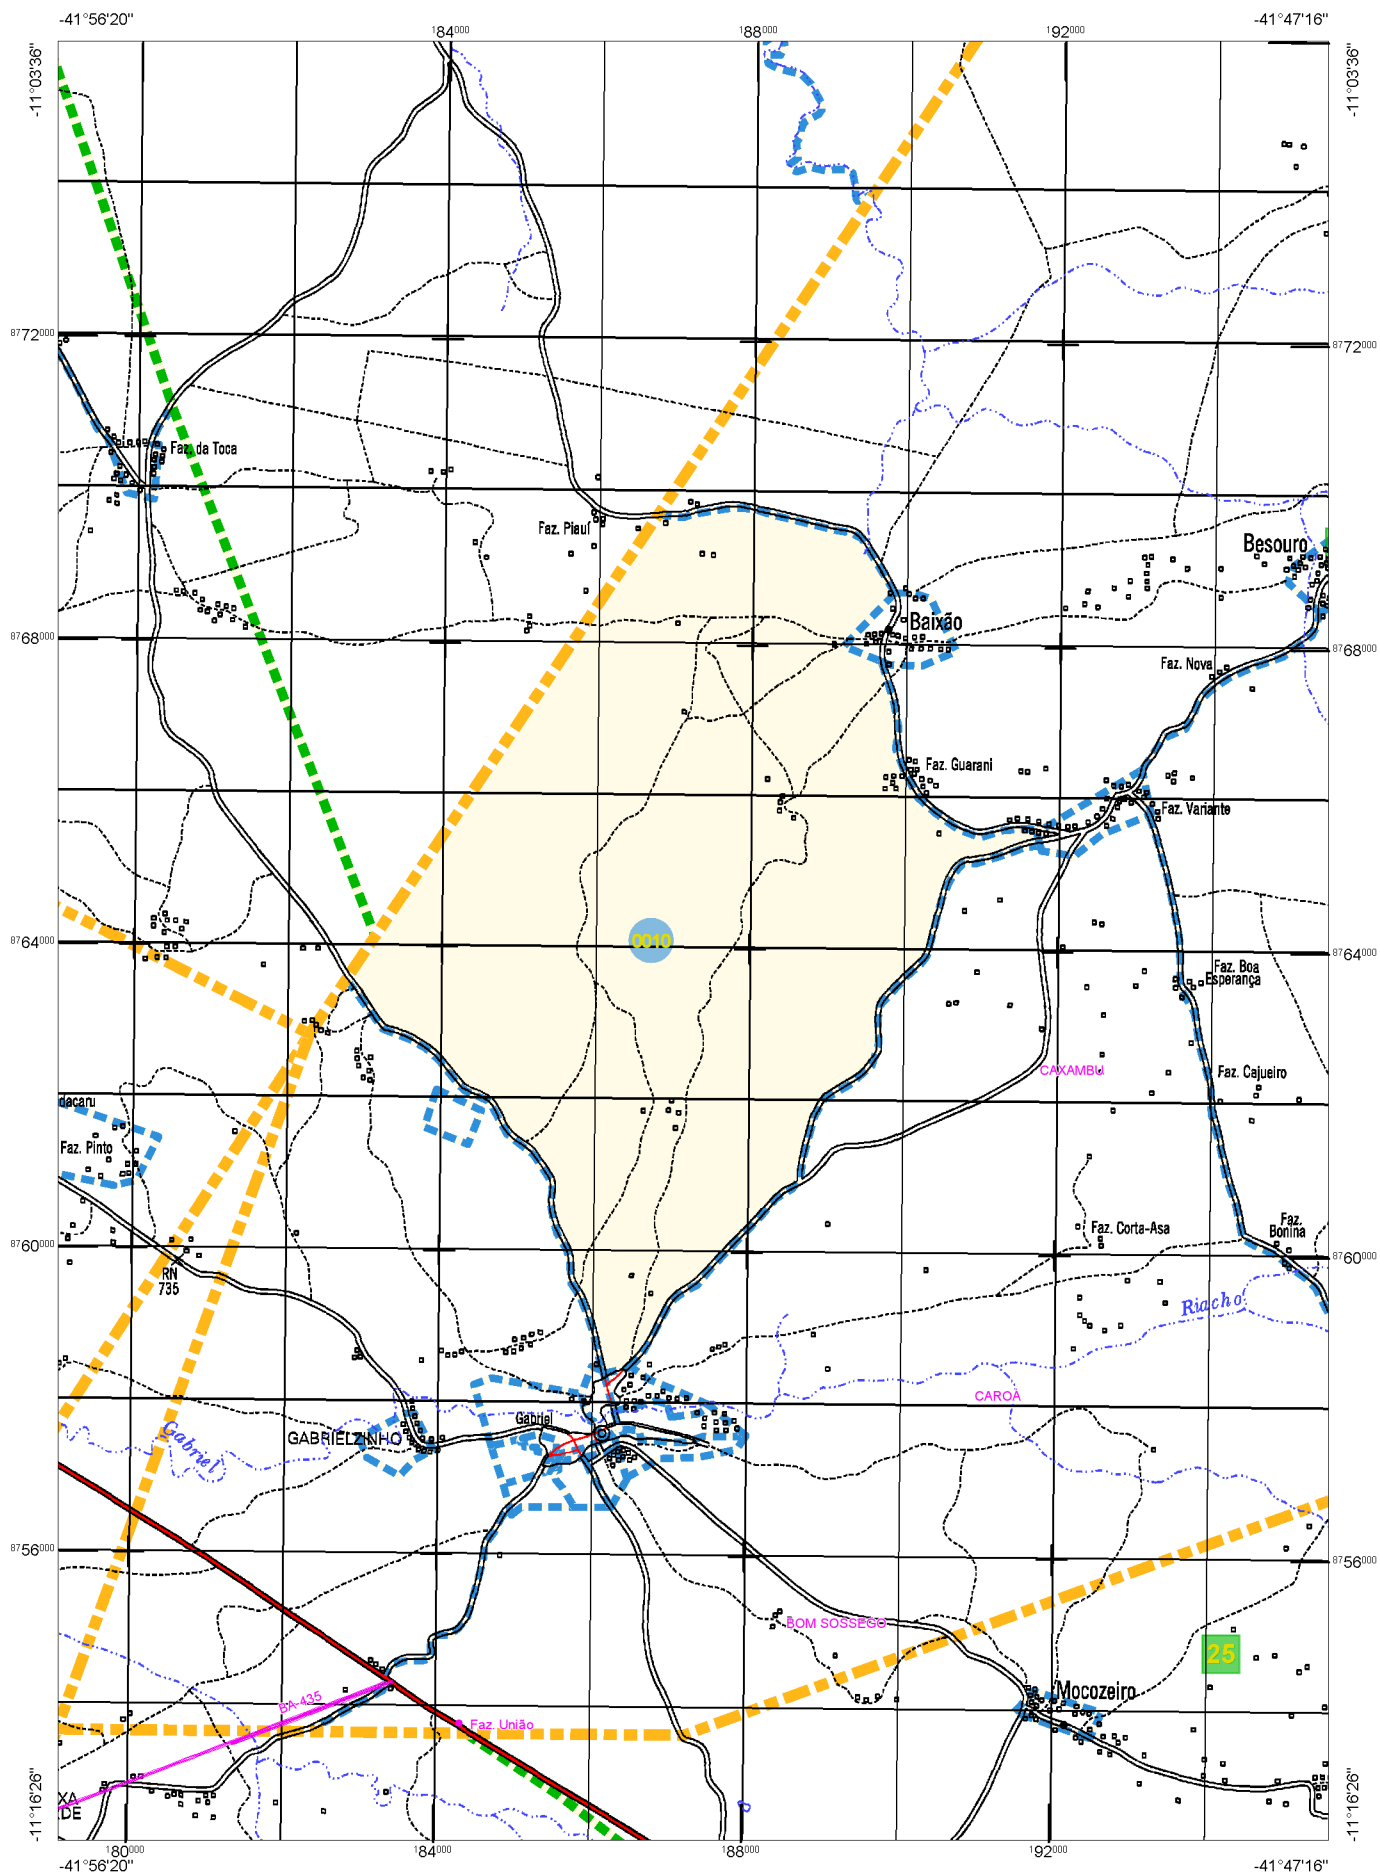 -41°56'20"
-41°47'16"
184000
188000
192000
-11°03'36"
-11°03'36"
8772000
8772000
Faz. da Toca
Faz. Piauí
Besouro
Baixão
8768000
8768000
Faz. Nova
Faz. Guarani
Faz. Variante
0010
8764000
8764000
Faz. Boa
Esperança
CAXAMBU
Faz. Cajueiro
dacaru
Faz. Pinto
Faz. Corta-Asa
Faz.
Bonina
8760000
8760000
RN
735
Riacho
CAROÁ
Gabriel
GABRIELZINHO
Gabriel
8756000
8756000
BOM SOSSEGO
25
Mocozeiro
BA-435
Faz. União
XA
DE
-11°16'26"
-11°16'26"
180000
184000
188000
192000
-41°56'20"
-41°47'16"